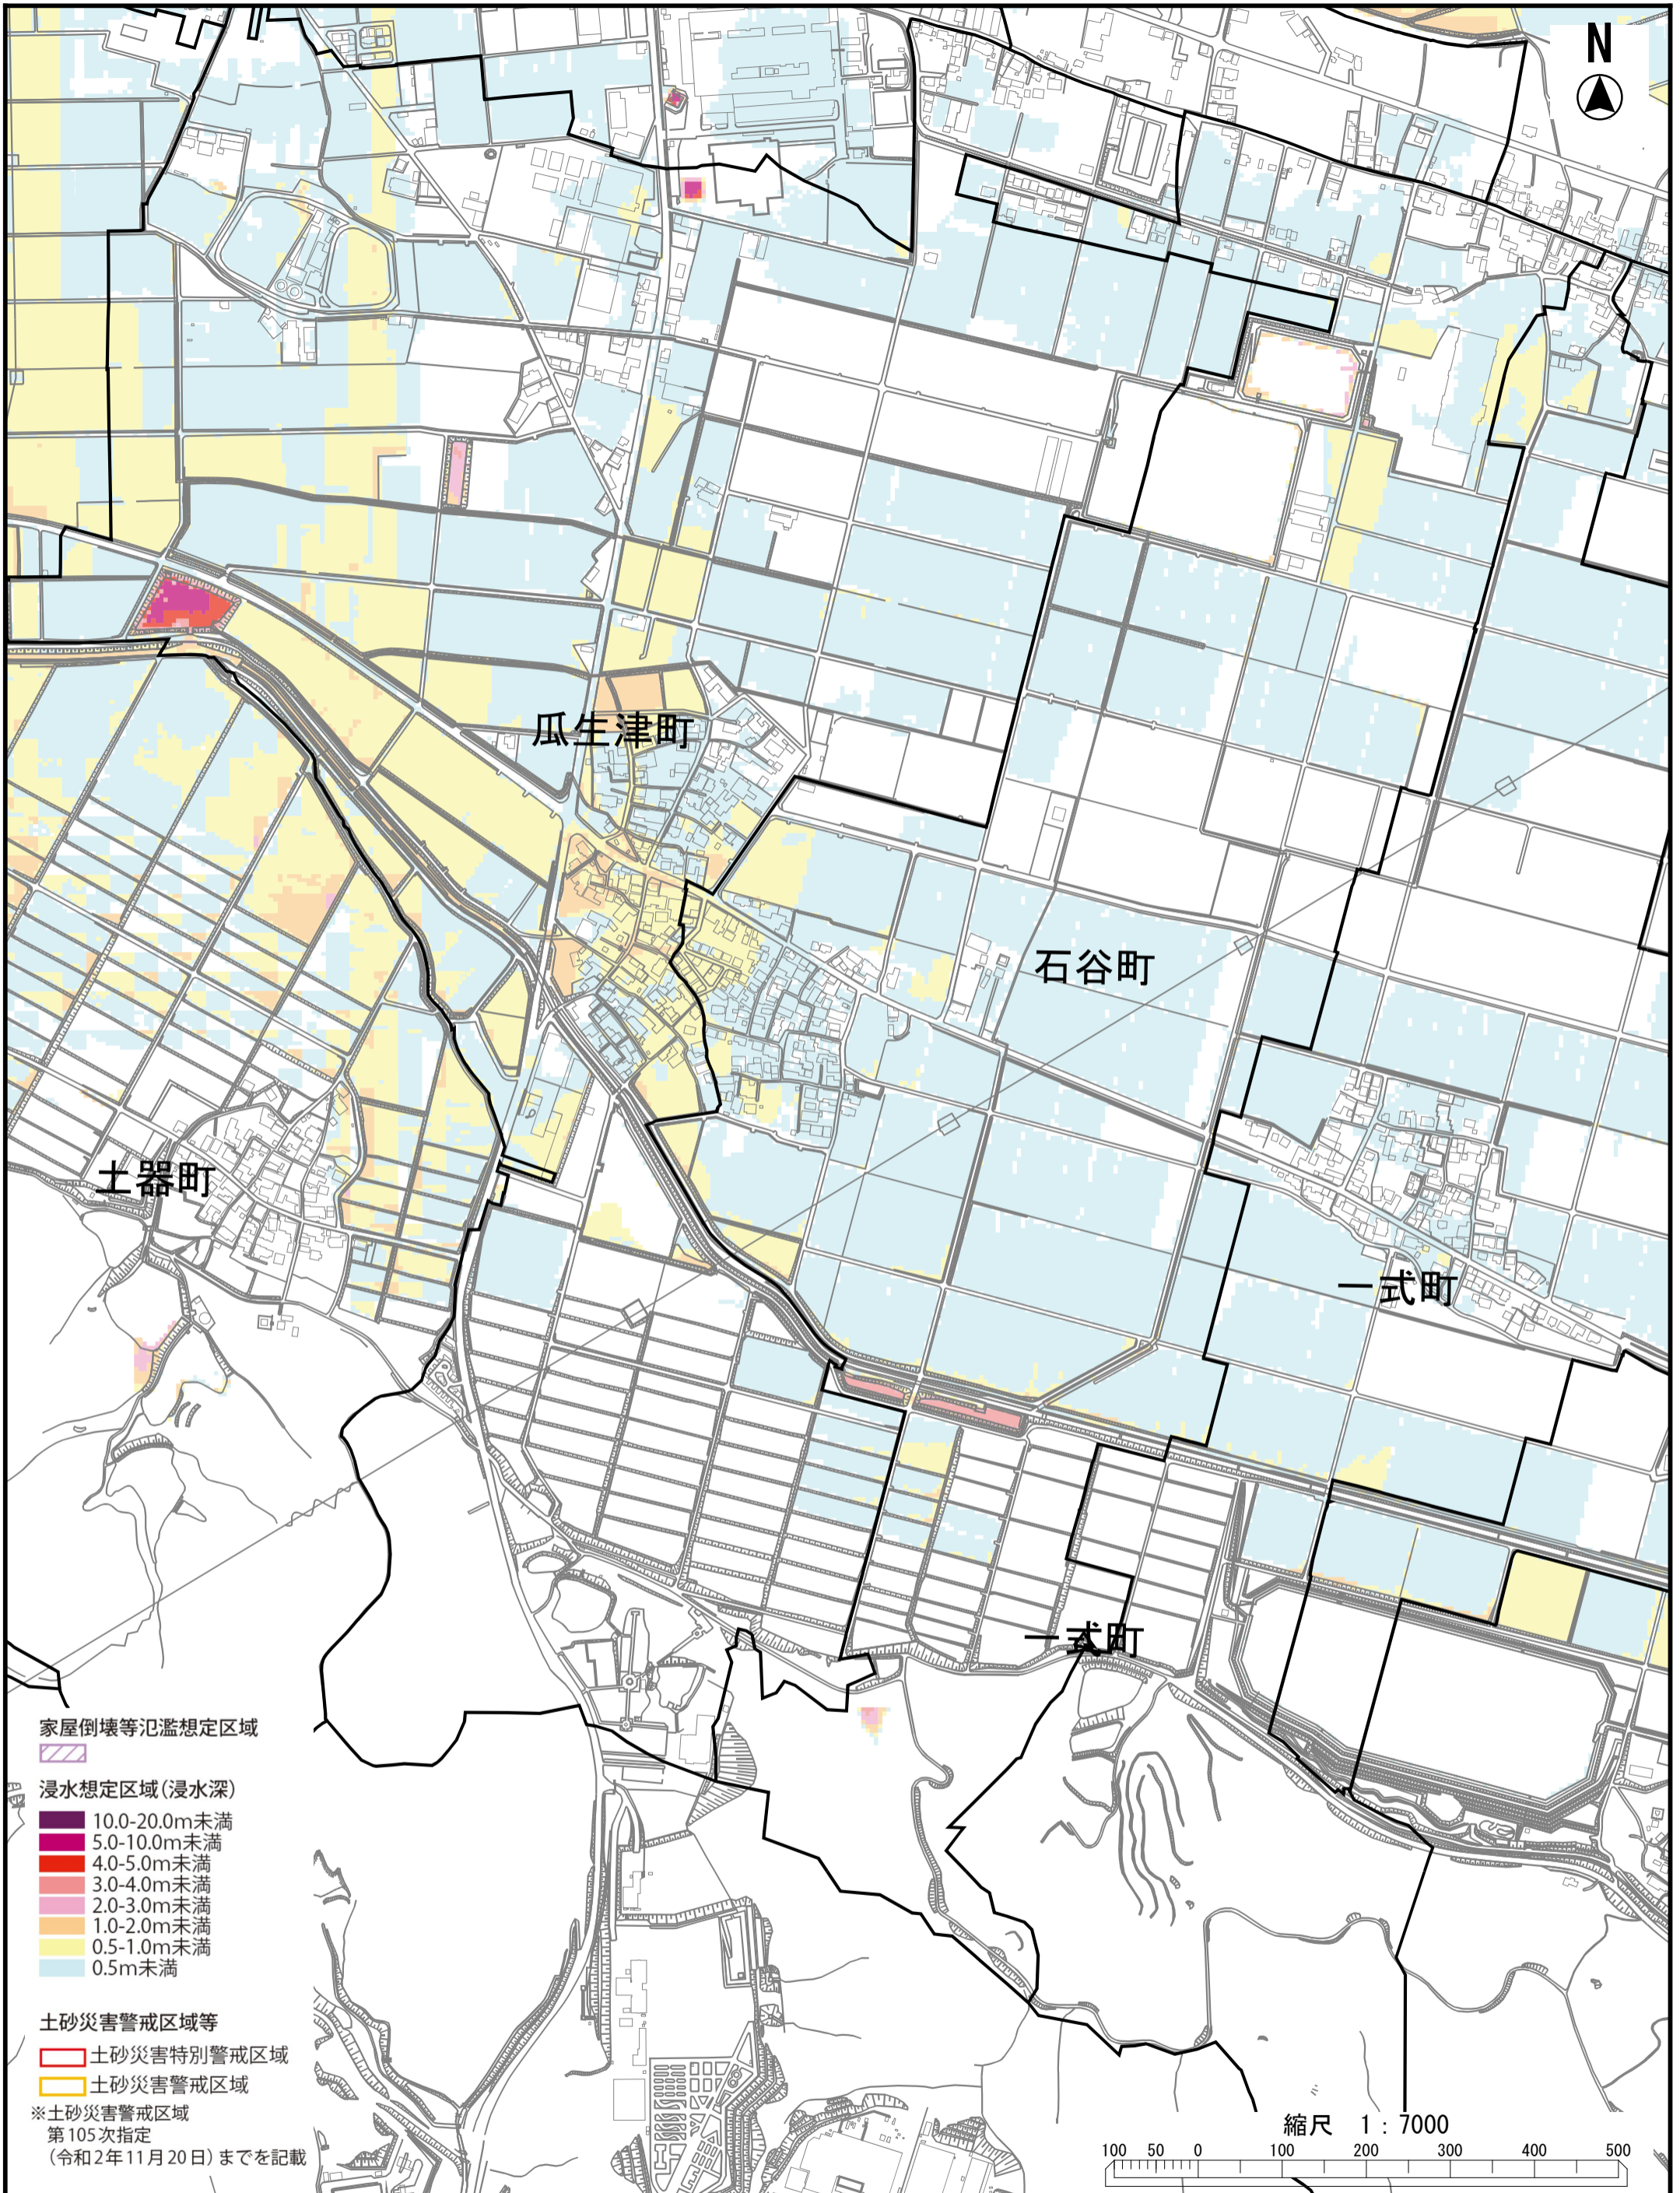 N
瓜生津町
石谷町
土器町
一式町
一式町
家屋倒壊等氾濫想定区域
浸水想定区域(浸水深)
10.0-20.0m未満
5.0-10.0m未満
4.0-5.0m未満
3.0-4.0m未満
2.0-3.0m未満
1.0-2.0m未満
0.5-1.0m未満
0.5m未満
土砂災害警戒区域等
土砂災害特別警戒区域
土砂災害警戒区域
※土砂災害警戒区域
第105次指定
(令和2年11月20日)までを記載
縮尺 1:7000
100 50 0 100 200 300 400 500